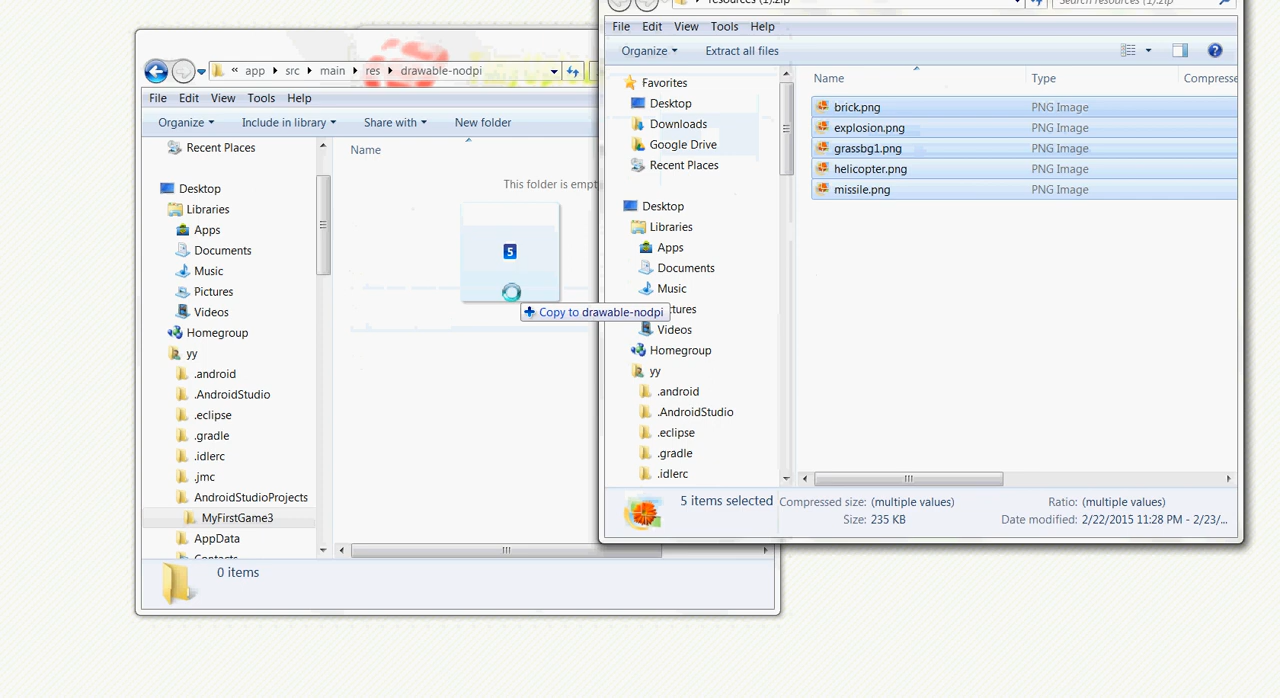 « app ▸ src ▸ main ▸ res ▸ drawable-nodpi
File Edit View Tools Help
Organize Include in library Share with New folder
Recent Places
Desktop
Libraries
Apps
Documents
Music
Pictures
Videos
Homegroup
yy
.android
.AndroidStudio
.eclipse
.gradle
.idlerc
.jmc
AndroidStudioProjects
MyFirstGame3
AppData
Contacts
Name
This folder is empt
5
Copy to drawable-nodpi
0 items
resources (1).zip
Search resources (1).zip
File Edit View Tools Help
Organize Extract all files
Favorites
Desktop
Downloads
Google Drive
Recent Places
Desktop
Libraries
Apps
Documents
Music
ctures
Videos
Homegroup
yy
.android
.AndroidStudio
.eclipse
.gradle
.idlerc
Name Type Compresse
brick.png PNG Image
explosion.png PNG Image
grassbg1.png PNG Image
helicopter.png PNG Image
missile.png PNG Image
5 items selected Compressed size: (multiple values) Ratio: (multiple values)
Size: 235 KB Date modified: 2/22/2015 11:28 PM - 2/23/...